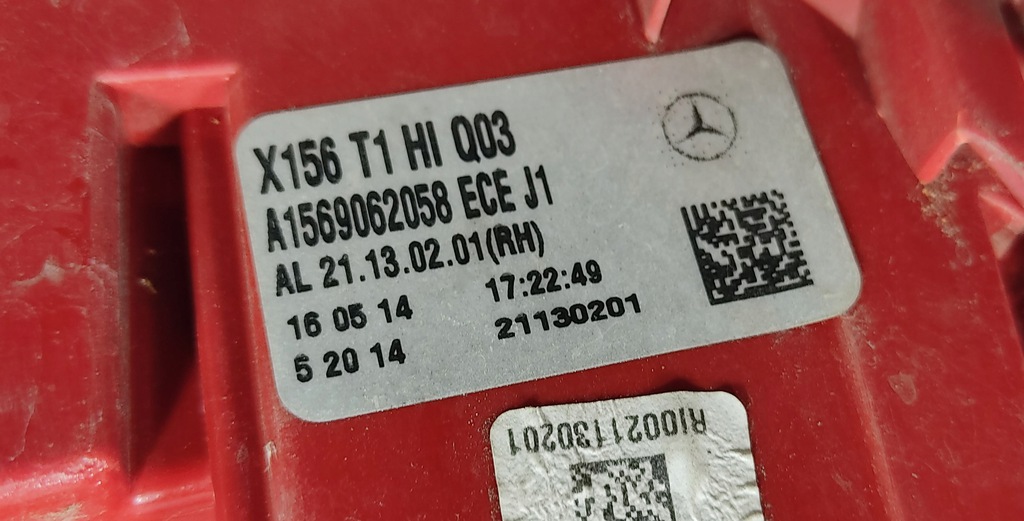 X156 T1 HI Q03
A1569062058 ECE J1
AL 21.13.02.01(RH)
16 05 14 17:22:49
5 20 14 21130201
RI0021130201